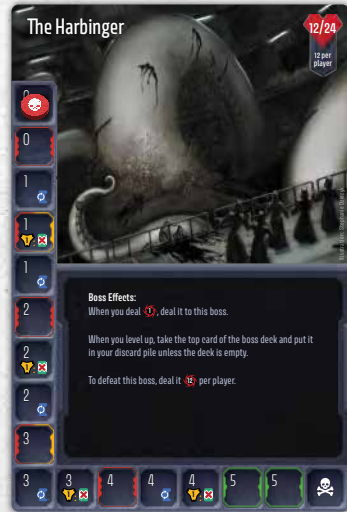 The Harbinger
12/24
12 per
player
0
1
1
1
2
2
2
3
Boss Effects:
When you deal 1, deal it to this boss.
When you level up, take the top card of the boss deck and put it
in your discard pile unless the deck is empty.
To defeat this boss, deal it 12 per player.
3 3 4 4 4 5 5